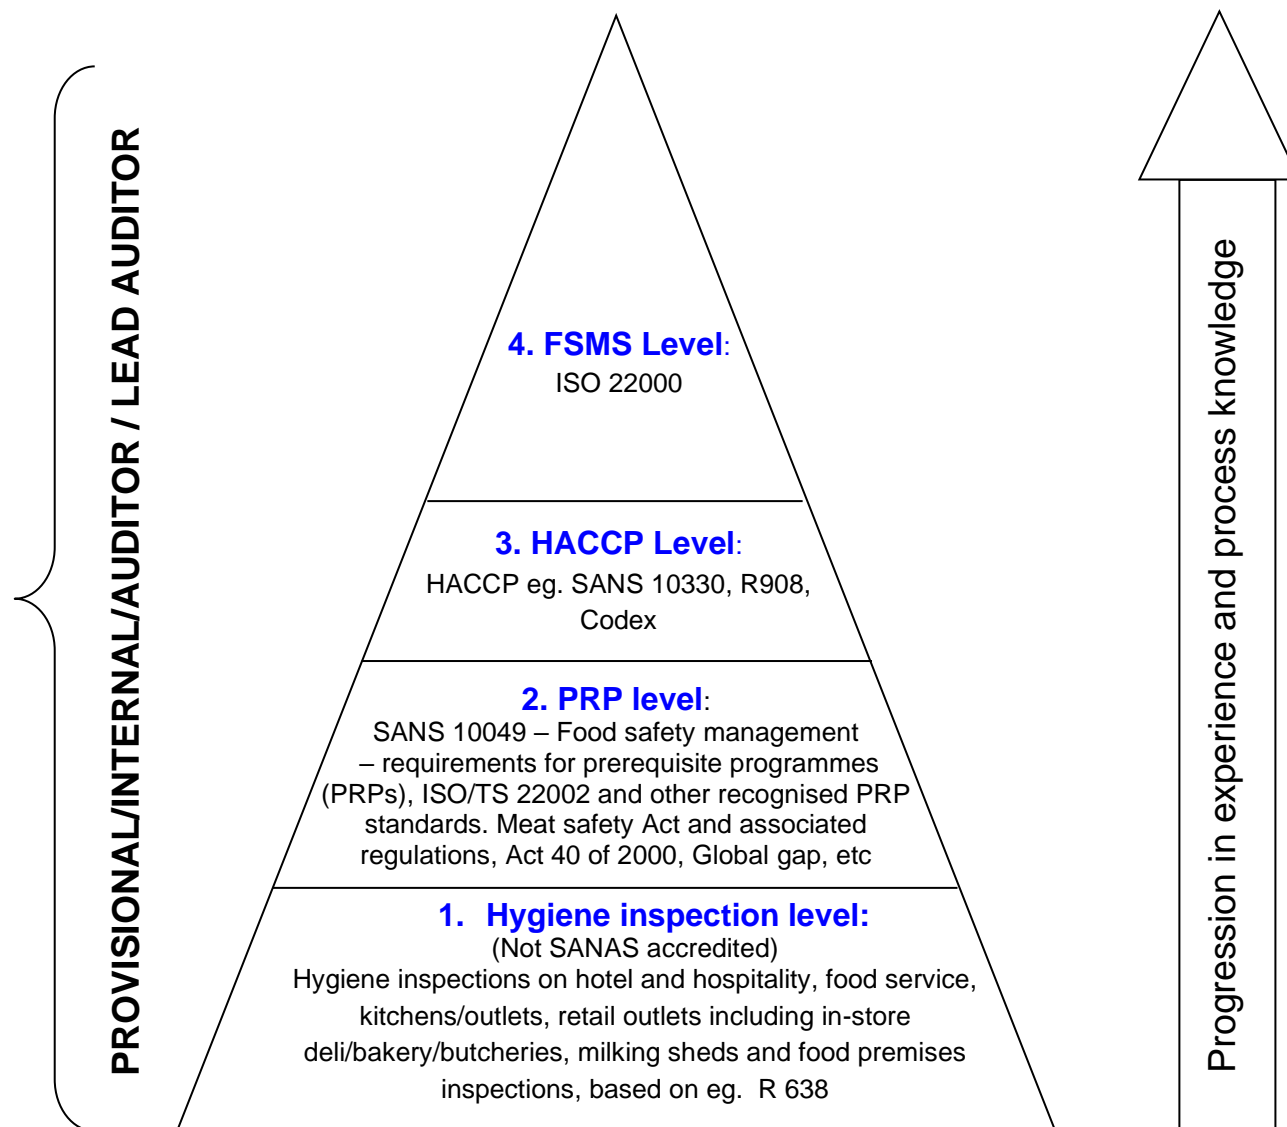 PROVISIONAL/INTERNAL/AUDITOR / LEAD AUDITOR
4. FSMS Level:
ISO 22000
3. HACCP Level:
HACCP eg. SANS 10330, R908,
Codex
2. PRP level:
SANS 10049 – Food safety management
– requirements for prerequisite programmes
(PRPs), ISO/TS 22002 and other recognised PRP
standards. Meat safety Act and associated
regulations, Act 40 of 2000, Global gap, etc
1. Hygiene inspection level:
(Not SANAS accredited)
Hygiene inspections on hotel and hospitality, food service,
kitchens/outlets, retail outlets including in-store
deli/bakery/butcheries, milking sheds and food premises
inspections, based on eg. R 638
Progression in experience and process knowledge